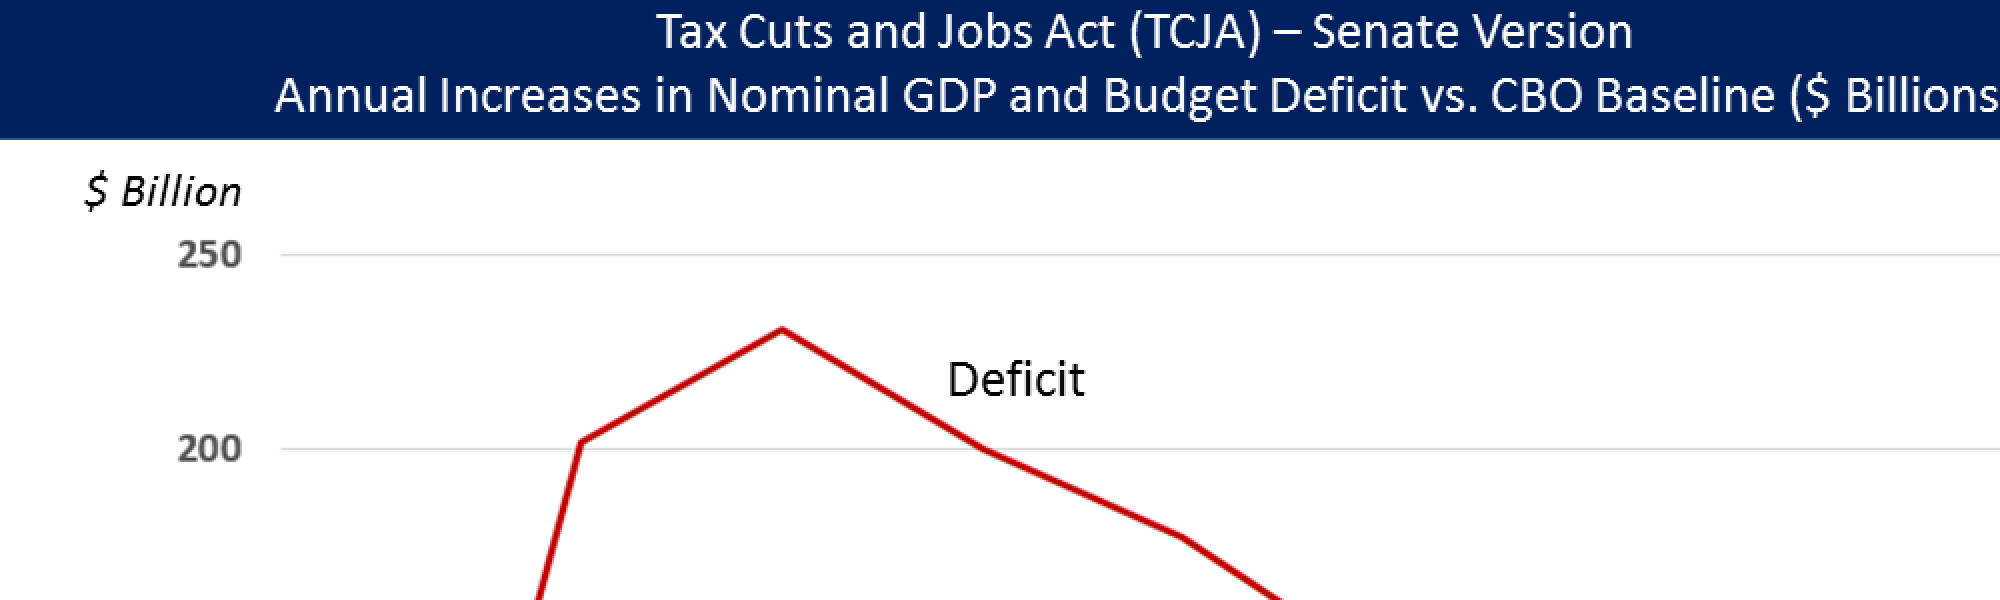 Tax Cuts and Jobs Act (TCJA) – Senate Version
Annual Increases in Nominal GDP and Budget Deficit vs. CBO Baseline ($ Billions
$ Billion
250
Deficit
200